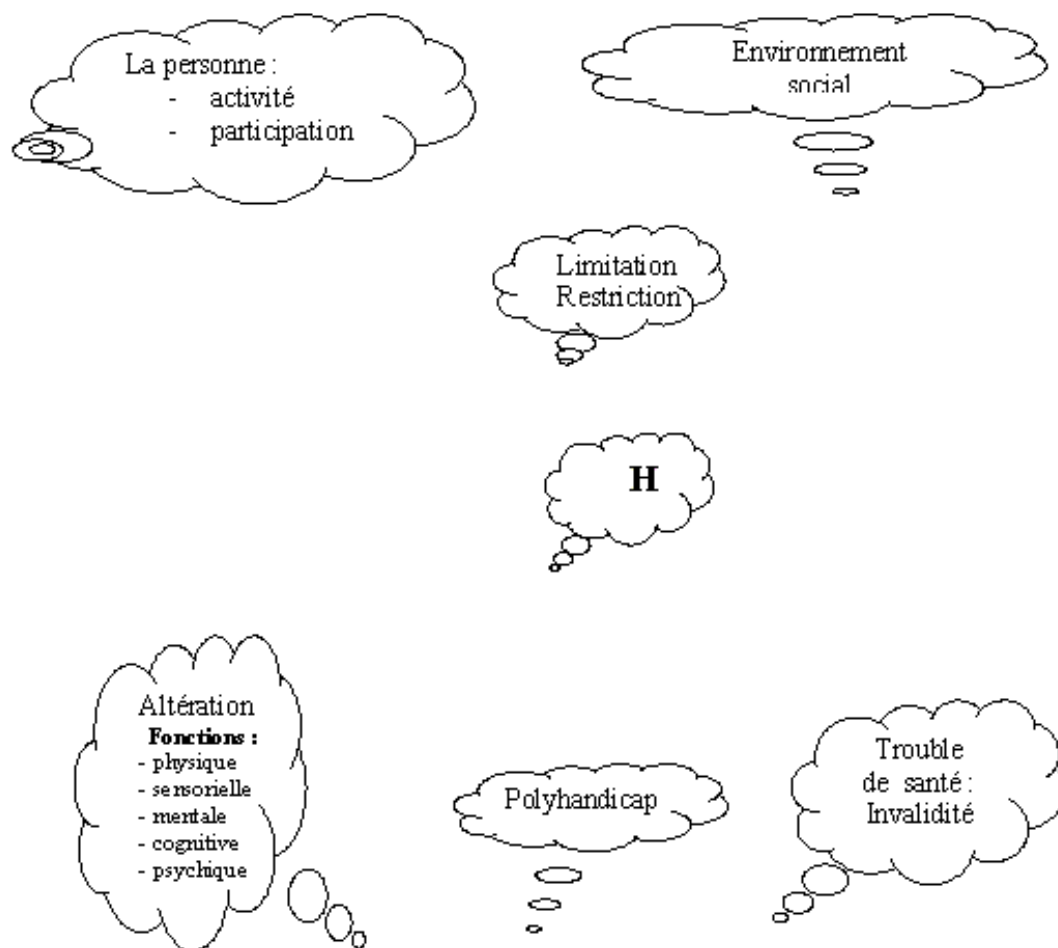 La personne :
- activité
- participation
Environnement
social
Limitation
Restriction
H
Altération
Fonctions :
- physique
- sensorielle
- mentale
- cognitive
- psychique
Polyhandicap
Trouble
de santé :
Invalidité